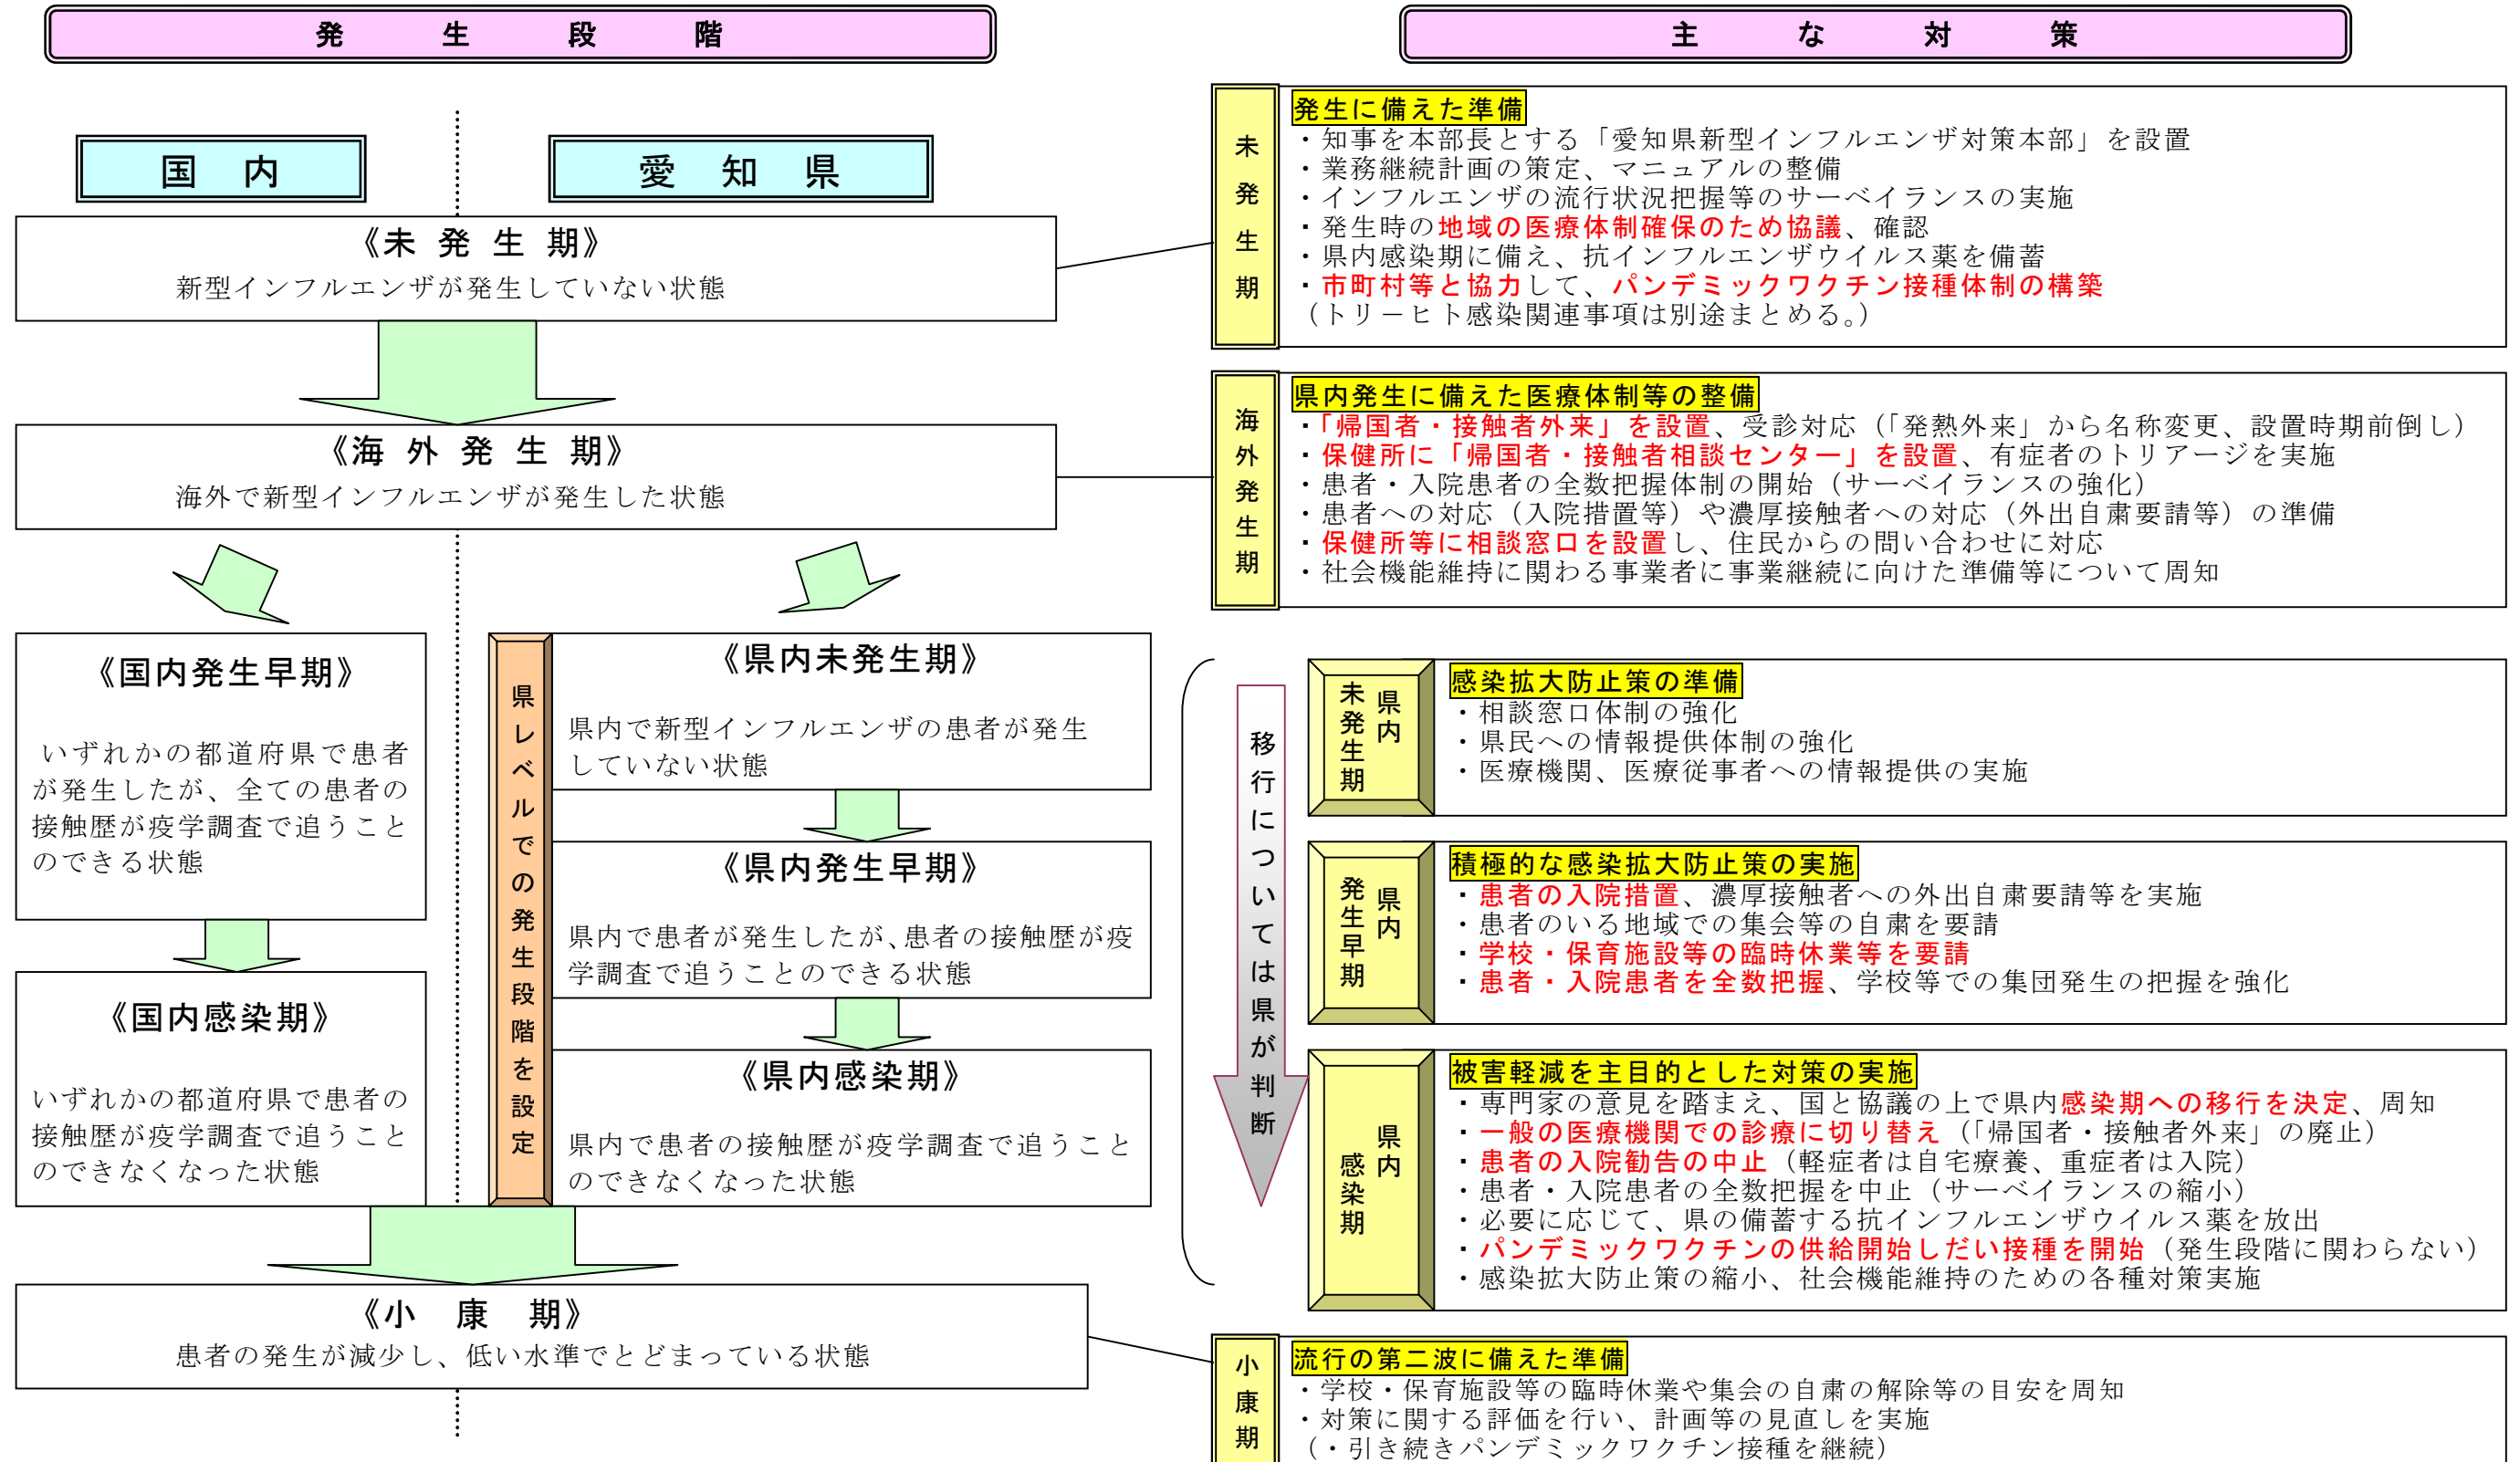 発生段階
主な対策
国内
愛知県
《未発生期》
新型インフルエンザが発生していない状態
《海外発生期》
海外で新型インフルエンザが発生した状態
《国内発生早期》
いずれかの都道府県で患者
が発生したが、全ての患者の
接触歴が疫学調査で追うこと
のできる状態
《国内感染期》
いずれかの都道府県で患者の
接触歴が疫学調査で追うこと
のできなくなった状態
県レベルでの発生段階を設定
《県内未発生期》
県内で新型インフルエンザの患者が発生
していない状態
《県内発生早期》
県内で患者が発生したが、患者の接触歴が疫
学調査で追うことのできる状態
《県内感染期》
県内で患者の接触歴が疫学調査で追うこと
のできなくなった状態
《小康期》
患者の発生が減少し、低い水準でとどまっている状態
未発生期
発生に備えた準備
・知事を本部長とする「愛知県新型インフルエンザ対策本部」を設置
・業務継続計画の策定、マニュアルの整備
・インフルエンザの流行状況把握等のサーベイランスの実施
・発生時の地域の医療体制確保のため協議、確認
・県内感染期に備え、抗インフルエンザウイルス薬を備蓄
・市町村等と協力して、パンデミックワクチン接種体制の構築
（トリーヒト感染関連事項は別途まとめる。）
海外発生期
県内発生に備えた医療体制等の整備
・「帰国者・接触者外来」を設置、受診対応（「発熱外来」から名称変更、設置時期前倒し）
・保健所に「帰国者・接触者相談センター」を設置、有症者のトリアージを実施
・患者・入院患者の全数把握体制の開始（サーベイランスの強化）
・患者への対応（入院措置等）や濃厚接触者への対応（外出自粛要請等）の準備
・保健所等に相談窓口を設置し、住民からの問い合わせに対応
・社会機能維持に関わる事業者に事業継続に向けた準備等について周知
移行については県が判断
県内
未発生期
感染拡大防止策の準備
・相談窓口体制の強化
・県民への情報提供体制の強化
・医療機関、医療従事者への情報提供の実施
県内
発生早期
積極的な感染拡大防止策の実施
・患者の入院措置、濃厚接触者への外出自粛要請等を実施
・患者のいる地域での集会等の自粛を要請
・学校・保育施設等の臨時休業等を要請
・患者・入院患者を全数把握、学校等での集団発生の把握を強化
県内
感染期
被害軽減を主目的とした対策の実施
・専門家の意見を踏まえ、国と協議の上で県内感染期への移行を決定、周知
・一般の医療機関での診療に切り替え（「帰国者・接触者外来」の廃止）
・患者の入院勧告の中止（軽症者は自宅療養、重症者は入院）
・患者・入院患者の全数把握を中止（サーベイランスの縮小）
・必要に応じて、県の備蓄する抗インフルエンザウイルス薬を放出
・パンデミックワクチンの供給開始しだい接種を開始（発生段階に関わらない）
・感染拡大防止策の縮小、社会機能維持のための各種対策実施
小康期
流行の第二波に備えた準備
・学校・保育施設等の臨時休業や集会の自粛の解除等の目安を周知
・対策に関する評価を行い、計画等の見直しを実施
（・引き続きパンデミックワクチン接種を継続）